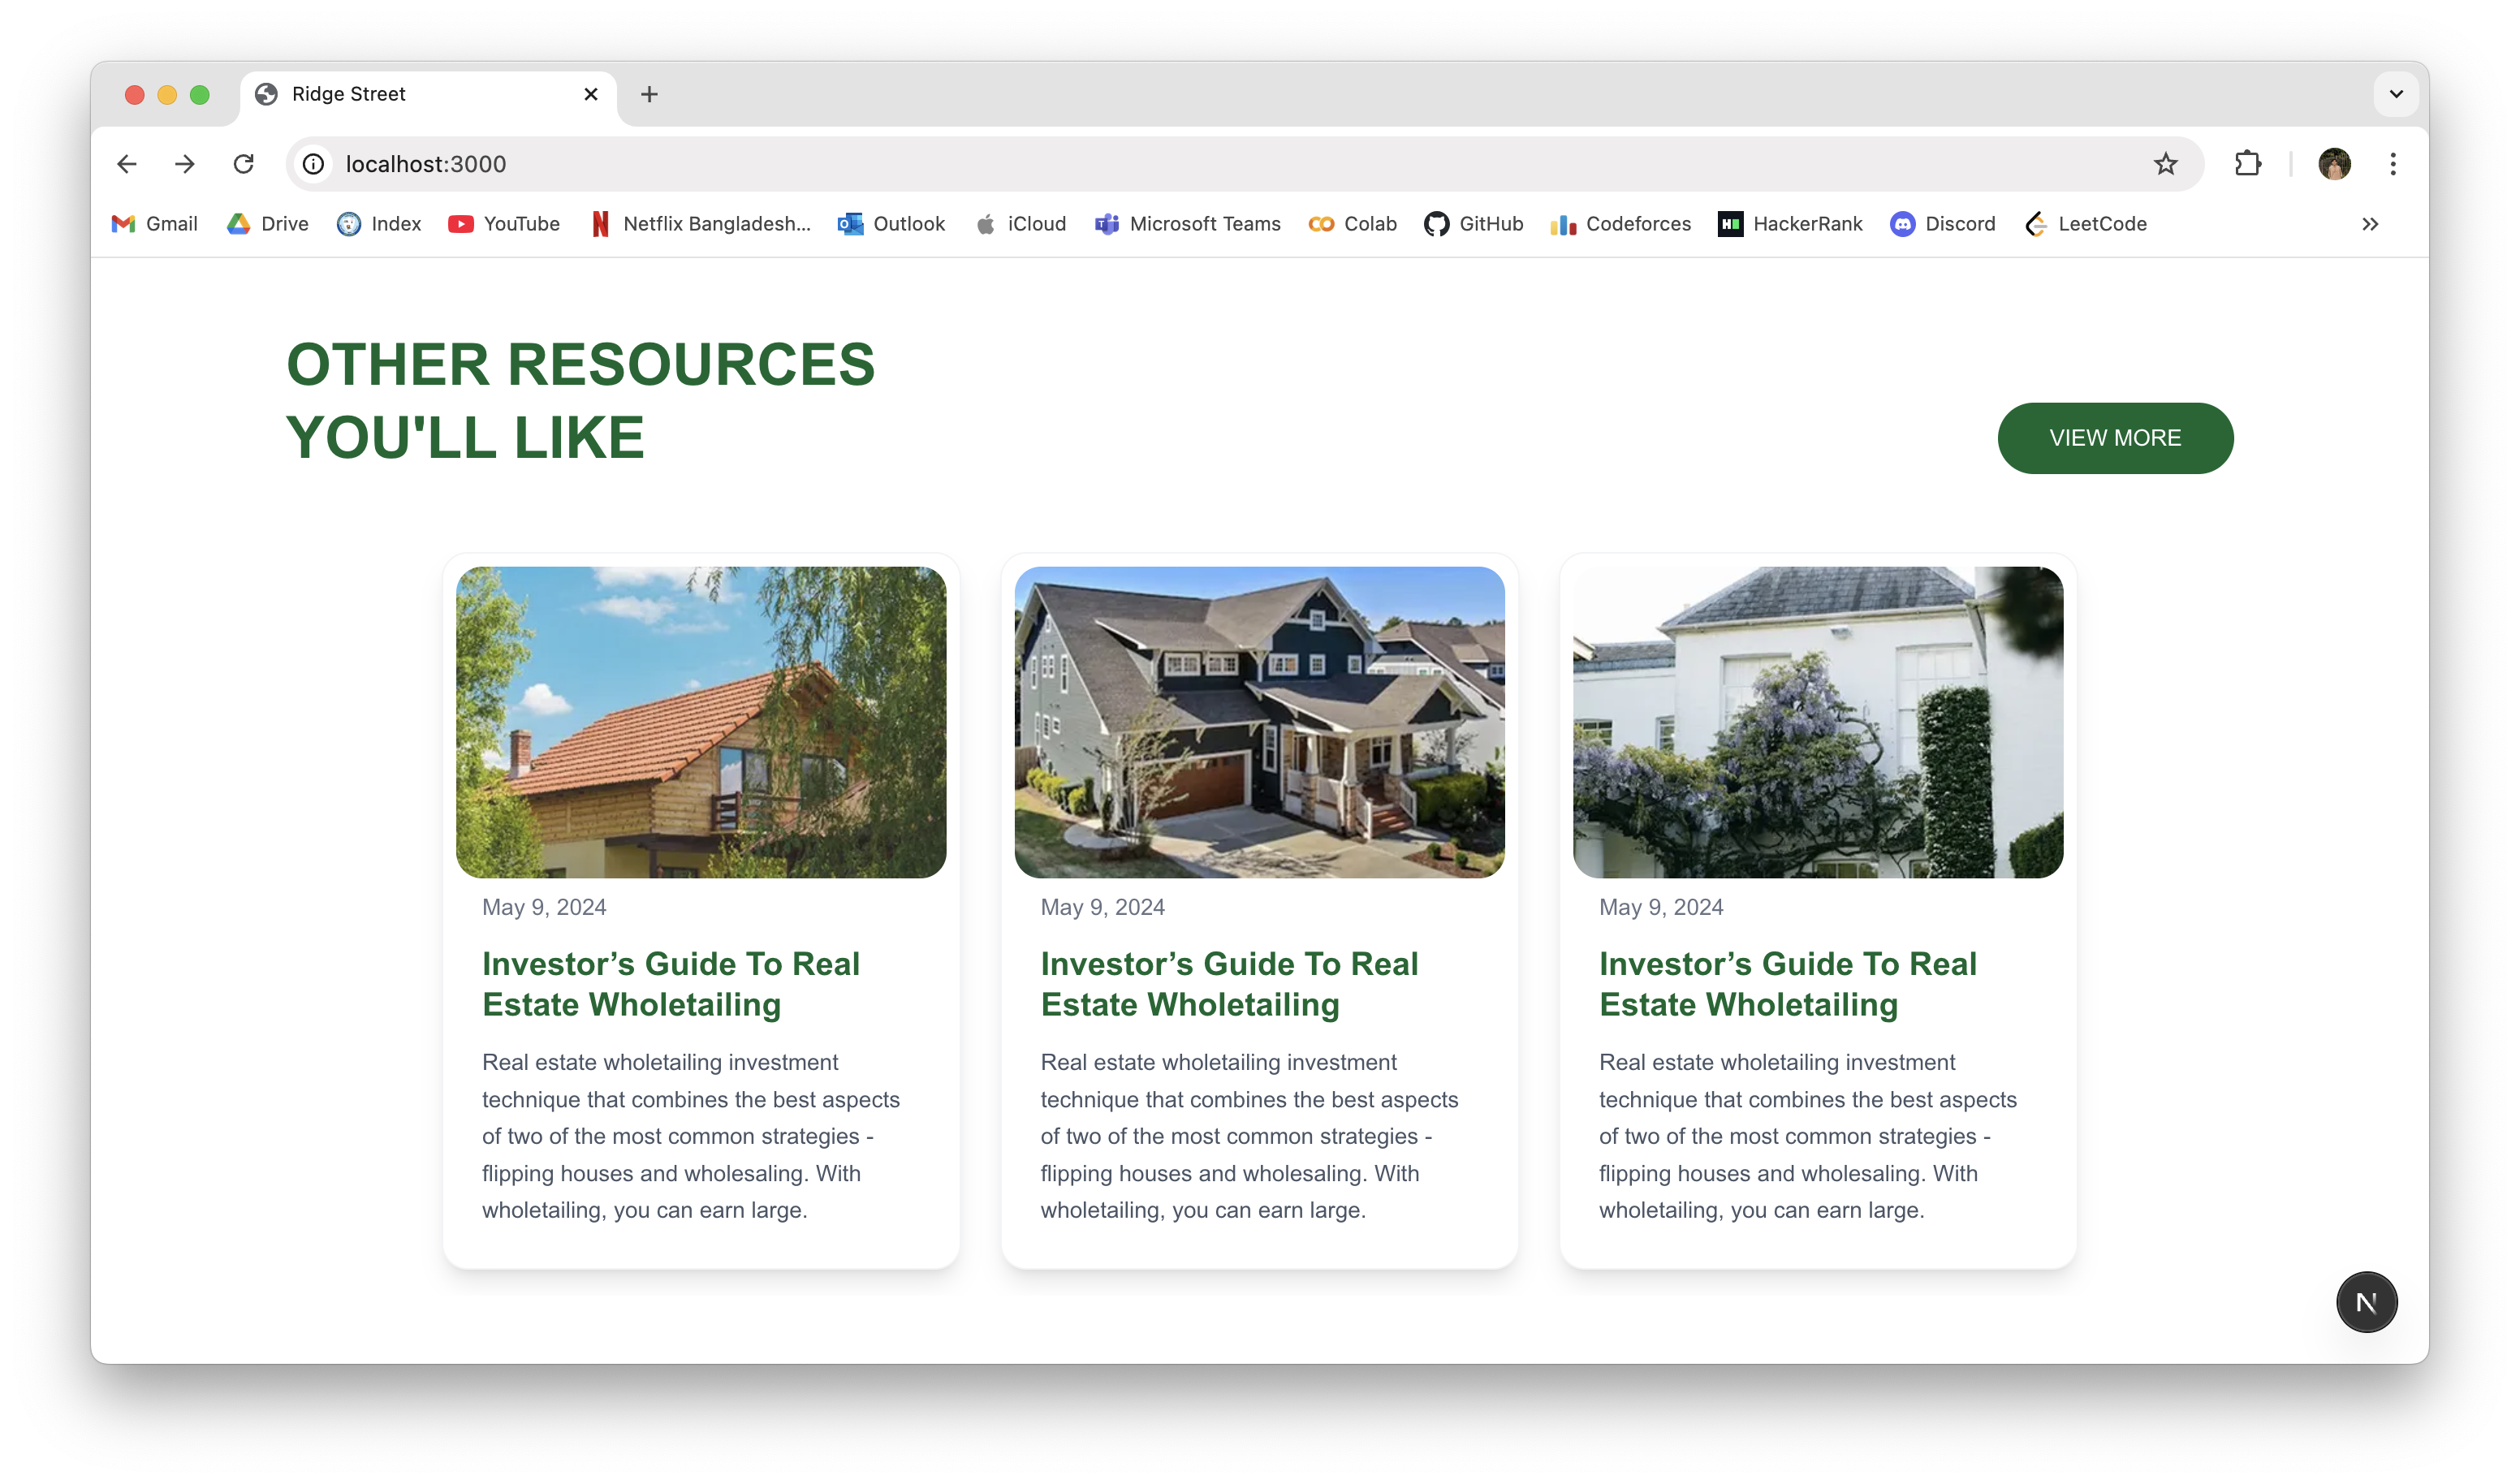 Ridge Street
localhost:3000
Gmail Drive Index YouTube Netflix Bangladesh... Outlook iCloud Microsoft Teams Colab GitHub Codeforces HackerRank Discord LeetCode
OTHER RESOURCES
YOU'LL LIKE
VIEW MORE
May 9, 2024
Investor’s Guide To Real
Estate Wholetailing
Real estate wholetailing investment
technique that combines the best aspects
of two of the most common strategies -
flipping houses and wholesaling. With
wholetailing, you can earn large.
May 9, 2024
Investor’s Guide To Real
Estate Wholetailing
Real estate wholetailing investment
technique that combines the best aspects
of two of the most common strategies -
flipping houses and wholesaling. With
wholetailing, you can earn large.
May 9, 2024
Investor’s Guide To Real
Estate Wholetailing
Real estate wholetailing investment
technique that combines the best aspects
of two of the most common strategies -
flipping houses and wholesaling. With
wholetailing, you can earn large.
N